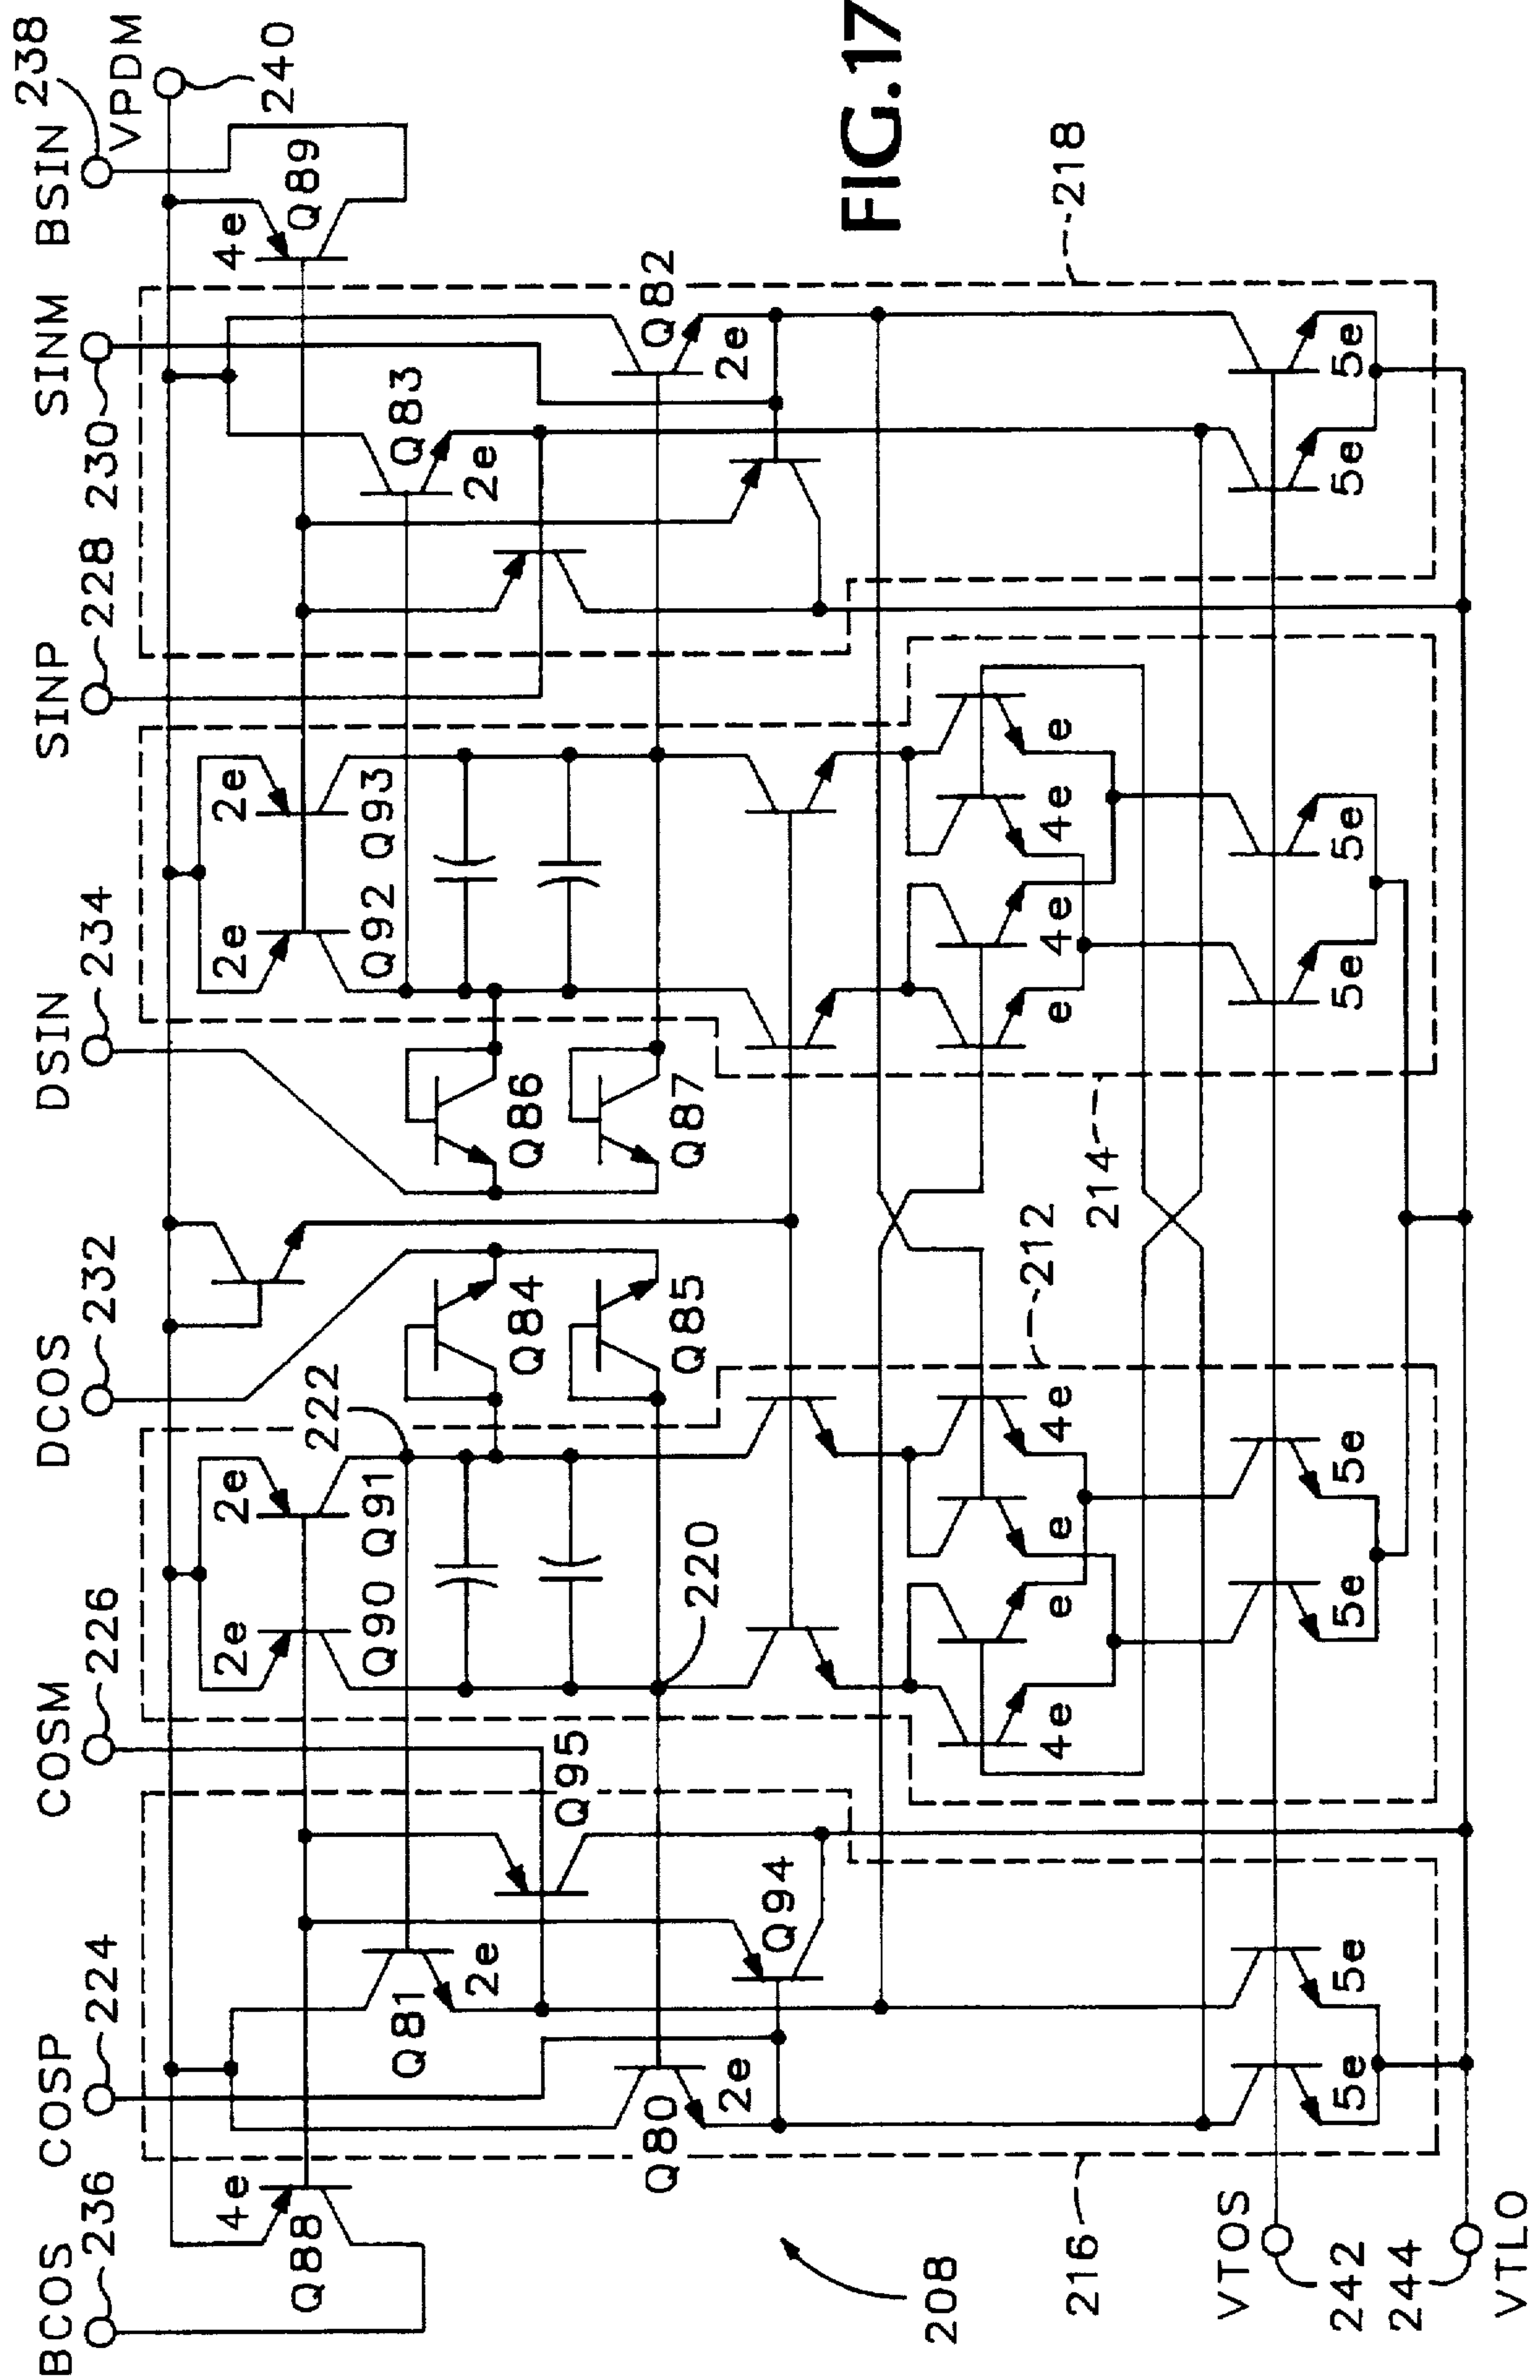 BCOS 236
COSP 224
COSM 226
DCOS 232
DSIN 234
SINP 228
SINM 230
BSIN 238
VPDM
240
4e
Q88
2e
2e
Q90 Q91
222
2e
2e
Q92 Q93
4e
Q89
Q81
2e
Q95
Q84
Q86
Q83
2e
Q80
2e
Q94
220
Q85
Q87
Q82
2e
208
FIG.17
4e
e
e
4e
212
e
4e
4e
e
214
216
218
5e
5e
5e
5e
5e
5e
5e
5e
VTOS
242
244
VTLO